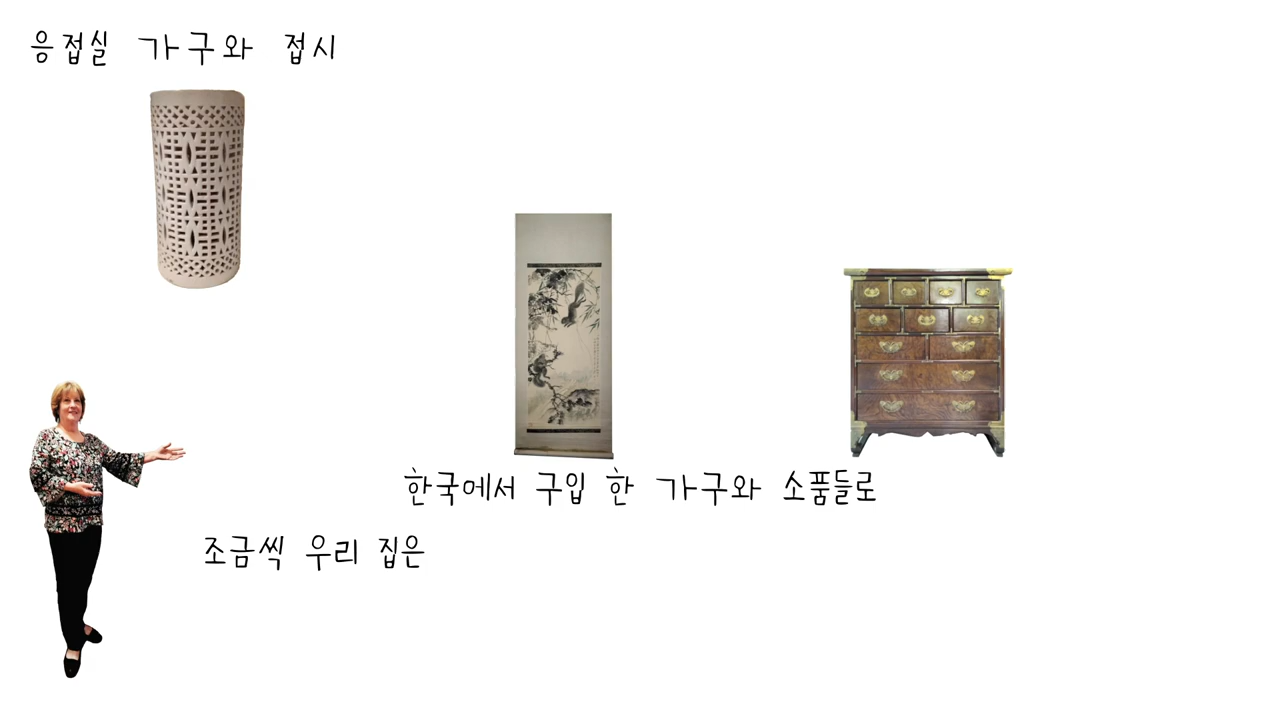 응접실 가구와 접시
한국에서 구입 한 가구와 소품들로
조금씩 우리 집은